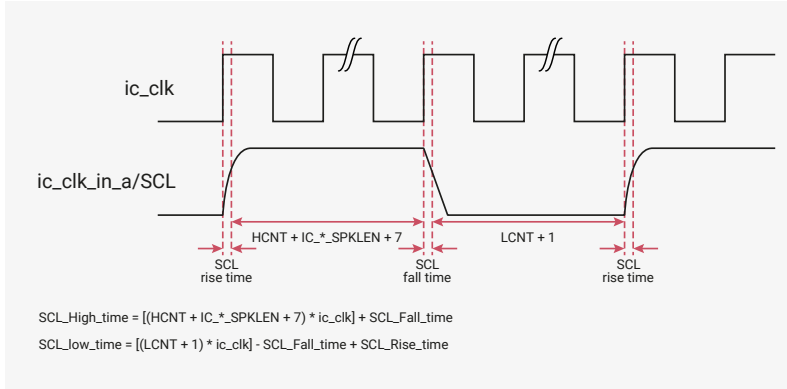 ic_clk
ic_clk_in_a/SCL
HCNT + IC_*_SPKLEN + 7
LCNT + 1
SCL
rise time
SCL
fall time
SCL
rise time
SCL_High_time = [(HCNT + IC_*_SPKLEN + 7) * ic_clk] + SCL_Fall_time
SCL_low_time = [(LCNT + 1) * ic_clk] - SCL_Fall_time + SCL_Rise_time